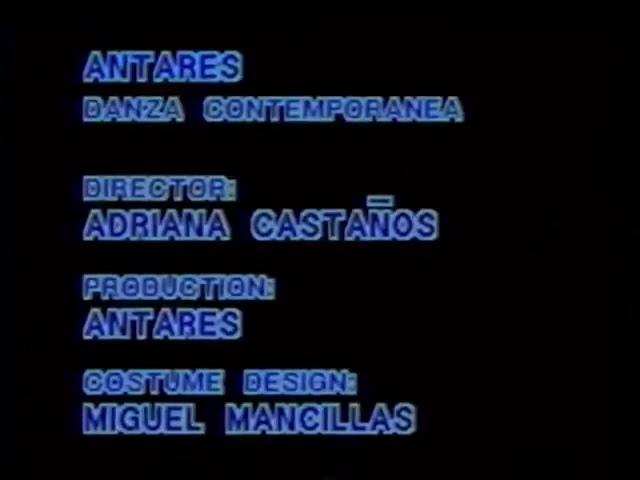 ANTARES
DANZA CONTEMPORANEA
DIRECTOR:
ADRIANA CASTAÑOS
PRODUCTION:
ANTARES
COSTUME DESIGN:
MIGUEL MANCILLAS